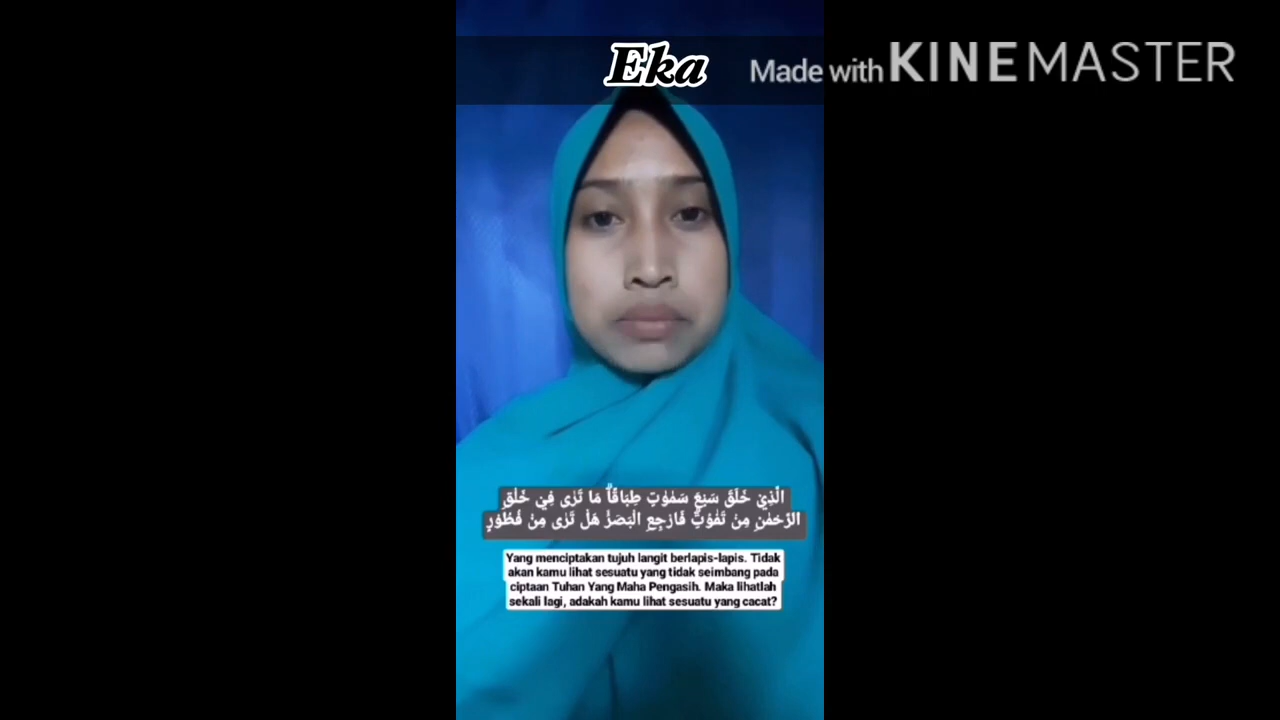 Eka
Made with KINEMASTER
الَّذِيْ خَلَقَ سَبْعَ سَمٰوٰتٍ طِبَاقًاۗ مَا تَرٰى فِيْ خَلْقِ
الرَّحْمٰنِ مِنْ تَفٰوُتٍۗ فَارْجِعِ الْبَصَرَۙ هَلْ تَرٰى مِنْ فُطُوْرٍ
Yang menciptakan tujuh langit berlapis-lapis. Tidak
akan kamu lihat sesuatu yang tidak seimbang pada
ciptaan Tuhan Yang Maha Pengasih. Maka lihatlah
sekali lagi, adakah kamu lihat sesuatu yang cacat?